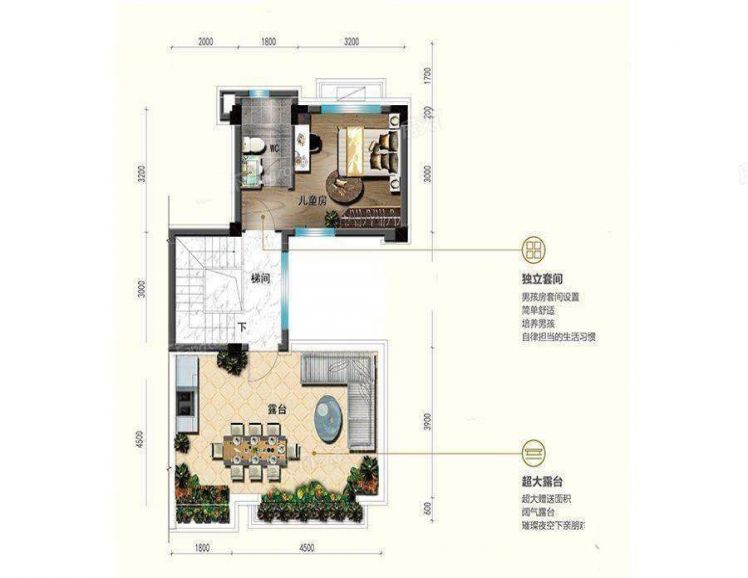 2000 1800 3200
1700
200
3200
3000
WC
儿童房
3000
梯间
下
独立套间
男孩房套间设置
简单舒适
培养男孩
自律担当的生活习惯
4500
3900
露台
600
超大露台
超大赠送面积
阔气露台
璀璨夜空下亲朋
1800 4500